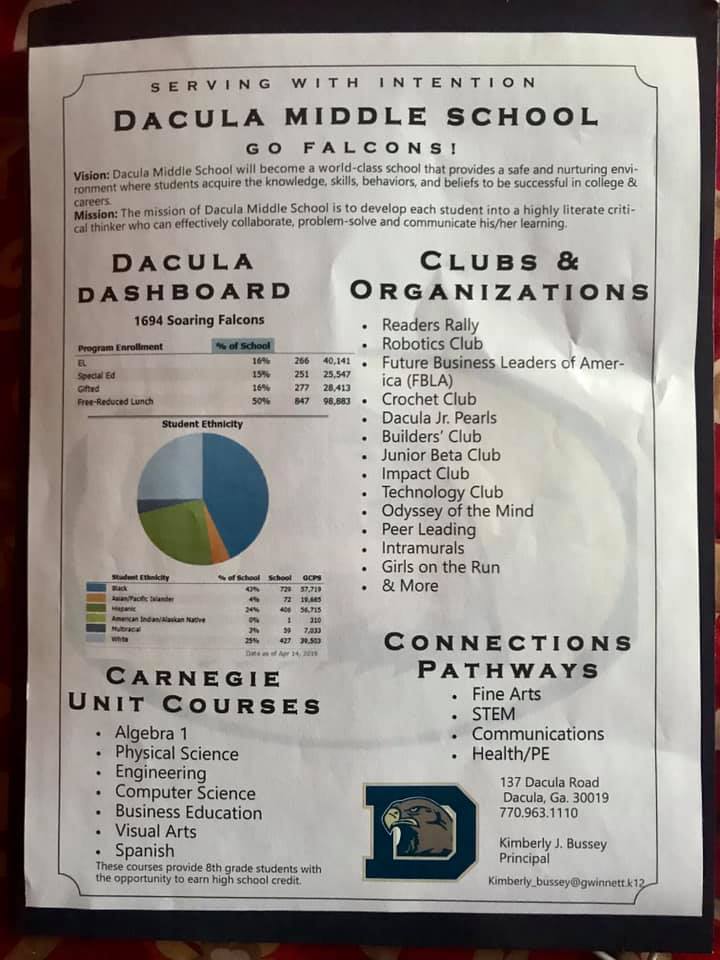 SERVING WITH INTENTION
DACULA MIDDLE SCHOOL
GO FALCONS!
Vision: Dacula Middle School will become a world-class school that provides a safe and nurturing envi-
ronment where students acquire the knowledge, skills, behaviors, and beliefs to be successful in college &
careers.
Mission: The mission of Dacula Middle School is to develop each student into a highly literate criti-
cal thinker who can effectively collaborate, problem-solve and communicate his/her learning.
DACULA
DASHBOARD
1694 Soaring Falcons
Program Enrollment % of School
EL 16% 266 40,141
Special Ed 15% 251 25,547
Gifted 16% 277 28,413
Free-Reduced Lunch 50% 847 98,883
Student Ethnicity
Student Ethnicity % of School School GCPS
Black 43% 729 57,719
Asian/Pacific Islander 4% 72 19,685
Hispanic 24% 406 56,715
American Indian/Alaskan Native 0% 1 310
Multiracial 3% 59 7,033
White 25% 427 39,503
Date as of Apr 14, 2019
CARNEGIE
UNIT COURSES
• Algebra 1
• Physical Science
• Engineering
• Computer Science
• Business Education
• Visual Arts
• Spanish
These courses provide 8th grade students with
the opportunity to earn high school credit.
CLUBS &
ORGANIZATIONS
• Readers Rally
• Robotics Club
• Future Business Leaders of Amer-
ica (FBLA)
• Crochet Club
• Dacula Jr. Pearls
• Builders' Club
• Junior Beta Club
• Impact Club
• Technology Club
• Odyssey of the Mind
• Peer Leading
• Intramurals
• Girls on the Run
• & More
CONNECTIONS
PATHWAYS
• Fine Arts
• STEM
• Communications
• Health/PE
D
137 Dacula Road
Dacula, Ga. 30019
770.963.1110
Kimberly J. Bussey
Principal
Kimberly_bussey@gwinnett.k12